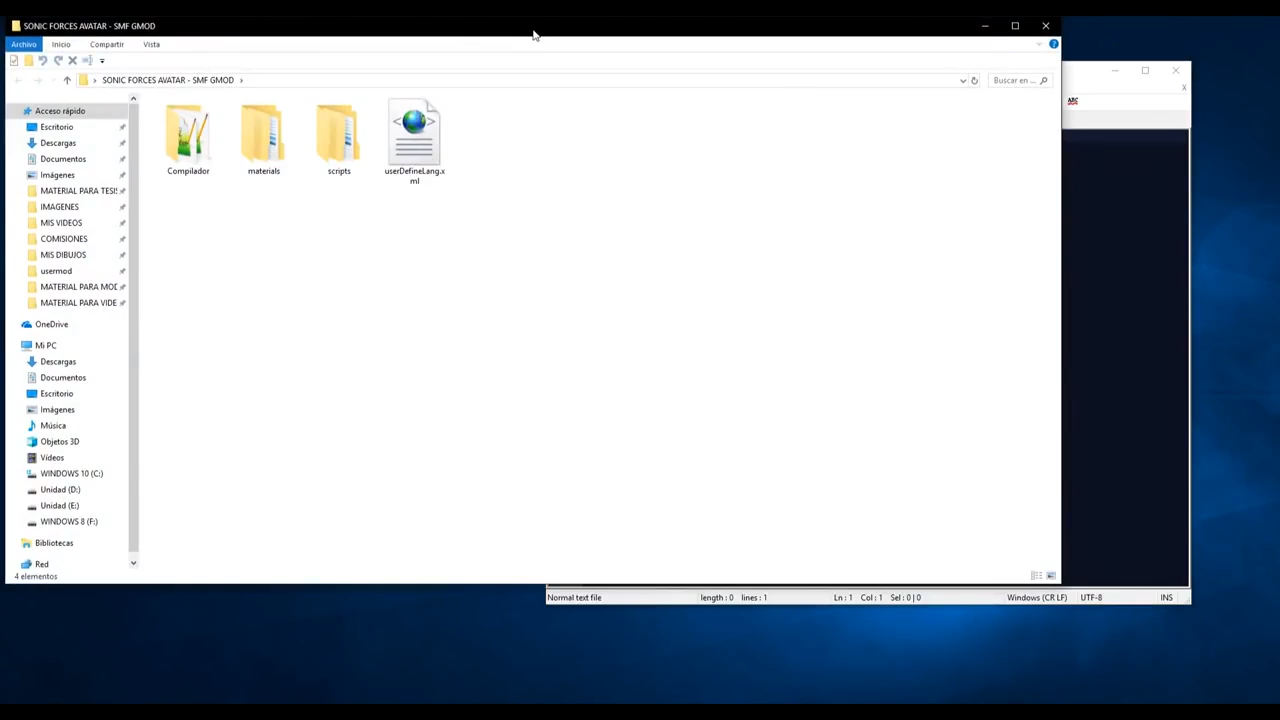 SONIC FORCES AVATAR - SMF GMOD
Archivo Inicio Compartir Vista
SONIC FORCES AVATAR - SMF GMOD
Buscar en ...
ABC
Acceso rápido
Escritorio
Descargas
Documentos
Imágenes
MATERIAL PARA TESI
IMAGENES
MIS VIDEOS
COMISIONES
MIS DIBUJOS
usermod
MATERIAL PARA MOD
MATERIAL PARA VIDE
OneDrive
Mi PC
Descargas
Documentos
Escritorio
Imágenes
Música
Objetos 3D
Vídeos
WINDOWS 10 (C:)
Unidad (D:)
Unidad (E:)
WINDOWS 8 (F:)
Bibliotecas
Red
Compilador
materials
scripts
userDefineLang.x
ml
4 elementos
Normal text file length : 0 lines : 1 Ln : 1 Col : 1 Sel : 0 | 0 Windows (CR LF) UTF-8 INS